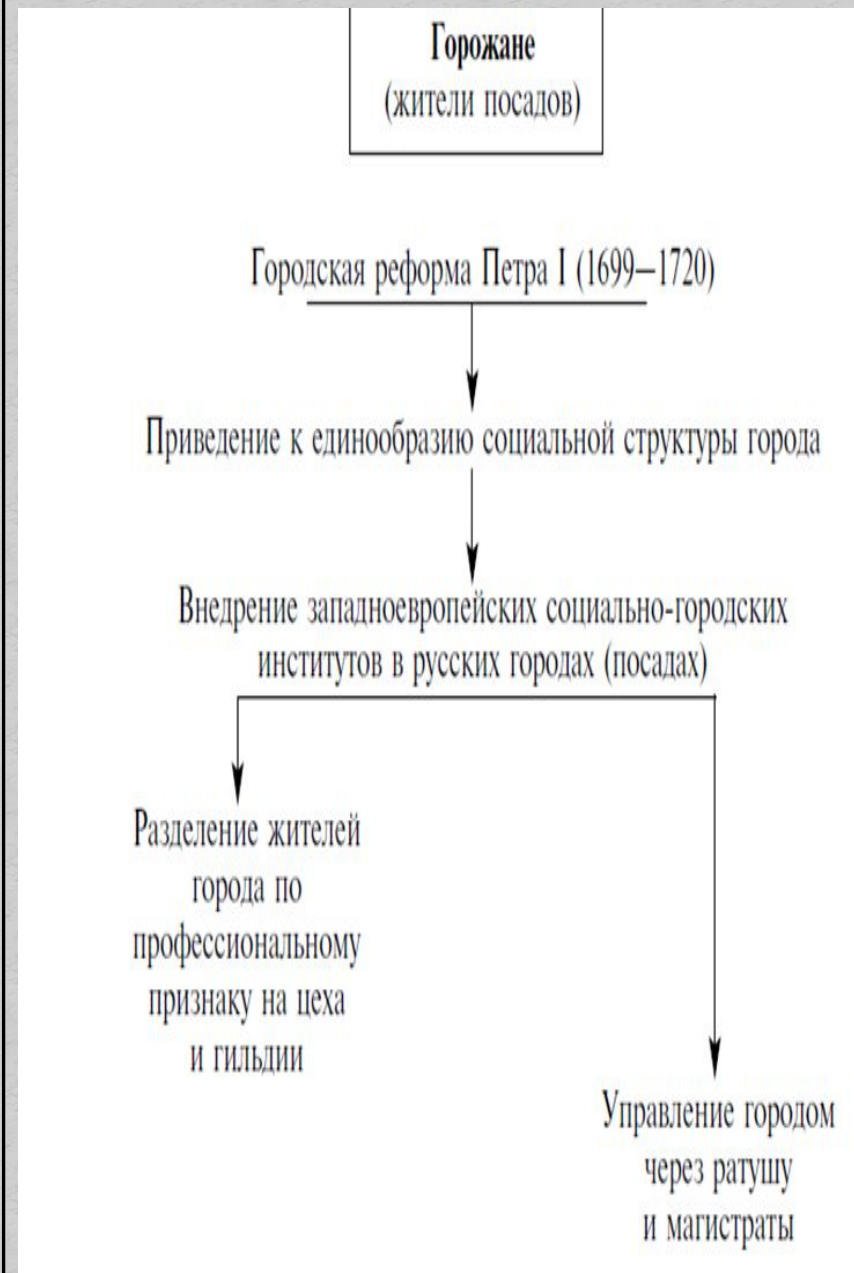 Горожане
(жители посадов)
Городская реформа Петра I (1699–1720)
Приведение к единообразию социальной структуры города
Внедрение западноевропейских социально-городских
институтов в русских городах (посадах)
Разделение жителей
города по
профессиональному
признаку на цеха
и гильдии
Управление городом
через ратушу
и магистраты